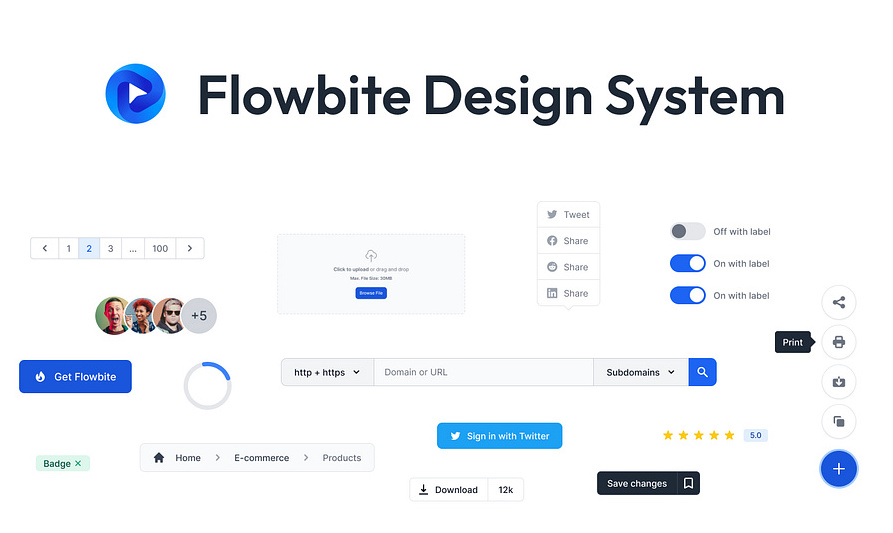 Flowbite Design System
Tweet
Share
Share
Share
Off with label
On with label
On with label
1 2 3 ... 100
Click to upload or drag and drop
Max. File Size: 30MB
Browse File
+5
Print
Get Flowbite
http + https
Domain or URL
Subdomains
Sign in with Twitter
5.0
Badge
Home
E-commerce
Products
Download 12k
Save changes